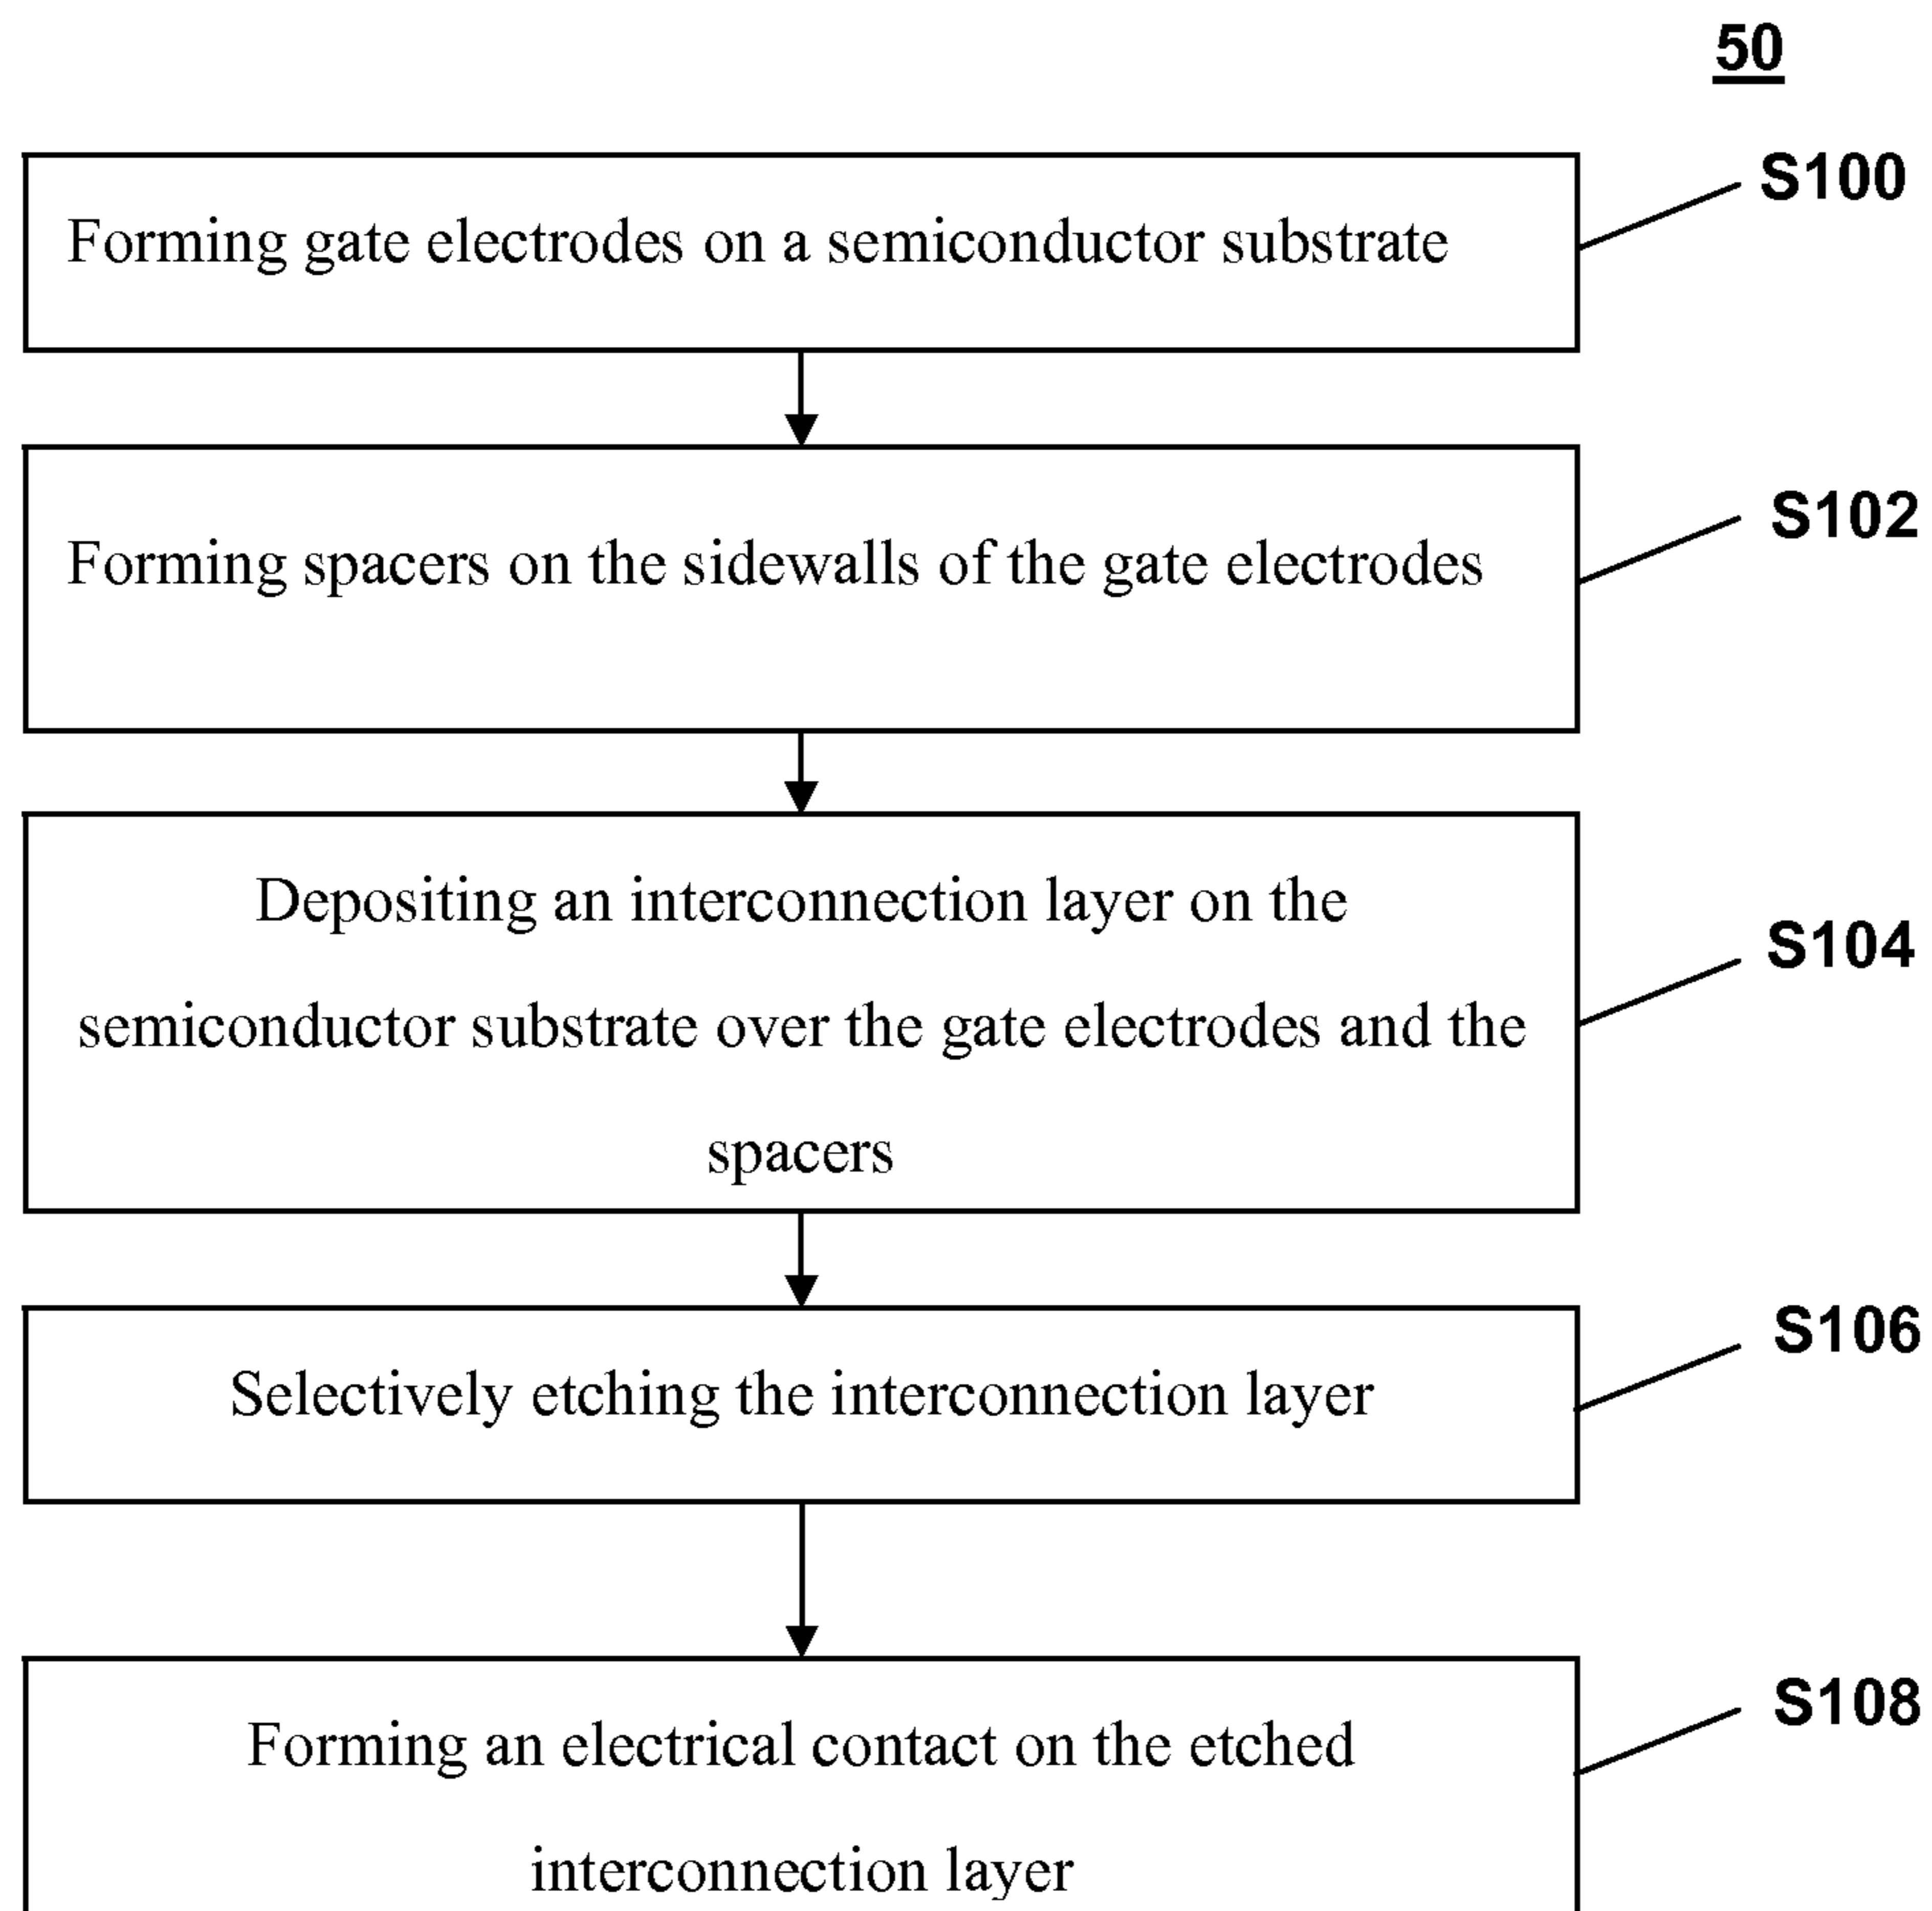 50
S100
Forming gate electrodes on a semiconductor substrate
S102
Forming spacers on the sidewalls of the gate electrodes
Depositing an interconnection layer on the
S104
semiconductor substrate over the gate electrodes and the
spacers
S106
Selectively etching the interconnection layer
S108
Forming an electrical contact on the etched
interconnection layer